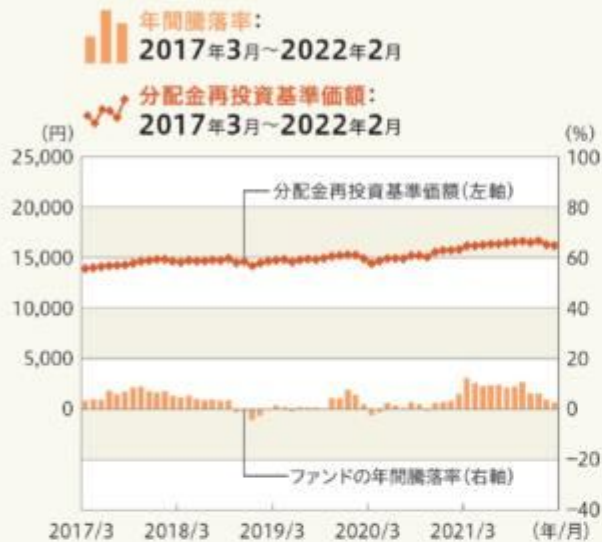 年間騰落率:
2017年3月～2022年2月
分配金再投資基準価額:
2017年3月～2022年2月
(円)
(%)
25,000
100
分配金再投資基準価額(左軸)
20,000
80
15,000
60
10,000
40
5,000
20
0
0
-20
ファンドの年間騰落率(右軸)
-40
2017/3
2018/3
2019/3
2020/3
2021/3
(年/月)